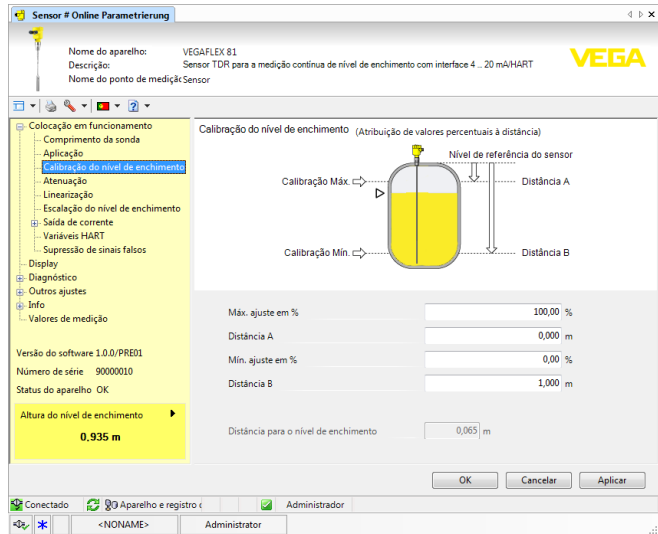 Sensor # Online Parametrierung
Nome do aparelho: VEGAFLEX 81
Descrição: Sensor TDR para a medição contínua de nível de enchimento com interface 4 .. 20 mA/HART
Nome do ponto de mediçãc Sensor
VEGA
Colocação em funcionamento
Comprimento da sonda
Aplicação
Calibração do nível de enchimento
Atenuação
Linearização
Escalação do nível de enchimento
Saída de corrente
Variáveis HART
Supressão de sinais falsos
Display
Diagnóstico
Outros ajustes
Info
Valores de medição
Versão do software 1.0.0/PRE01
Número de série 90000010
Status do aparelho OK
Altura do nível de enchimento
0,935 m
Calibração do nível de enchimento (Atribuição de valores percentuais à distância)
Nível de referência do sensor
Calibração Máx.
Distância A
Calibração Mín.
Distância B
Máx. ajuste em % 100,00 %
Distância A 0,000 m
Mín. ajuste em % 0,00 %
Distância B 1,000 m
Distância para o nível de enchimento 0,065 m
OK Cancelar Aplicar
Conectado Aparelho e registro Administrador
<NONAME> Administrator